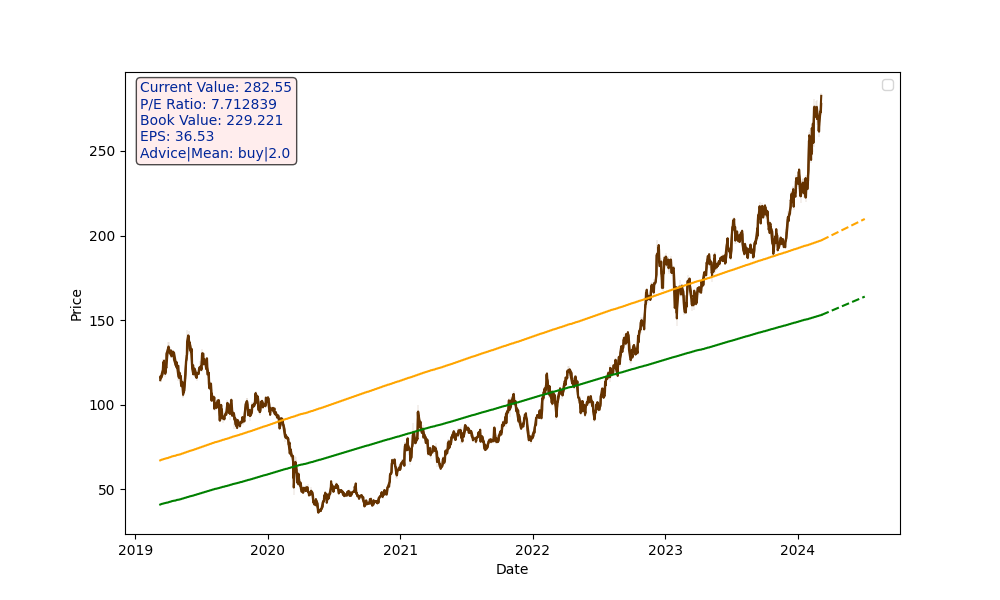 Current Value: 282.55
P/E Ratio: 7.712839
Book Value: 229.221
EPS: 36.53
Advice|Mean: buy|2.0
250
200
150
100
50
Price
2019
2020
2021
2022
2023
2024
Date